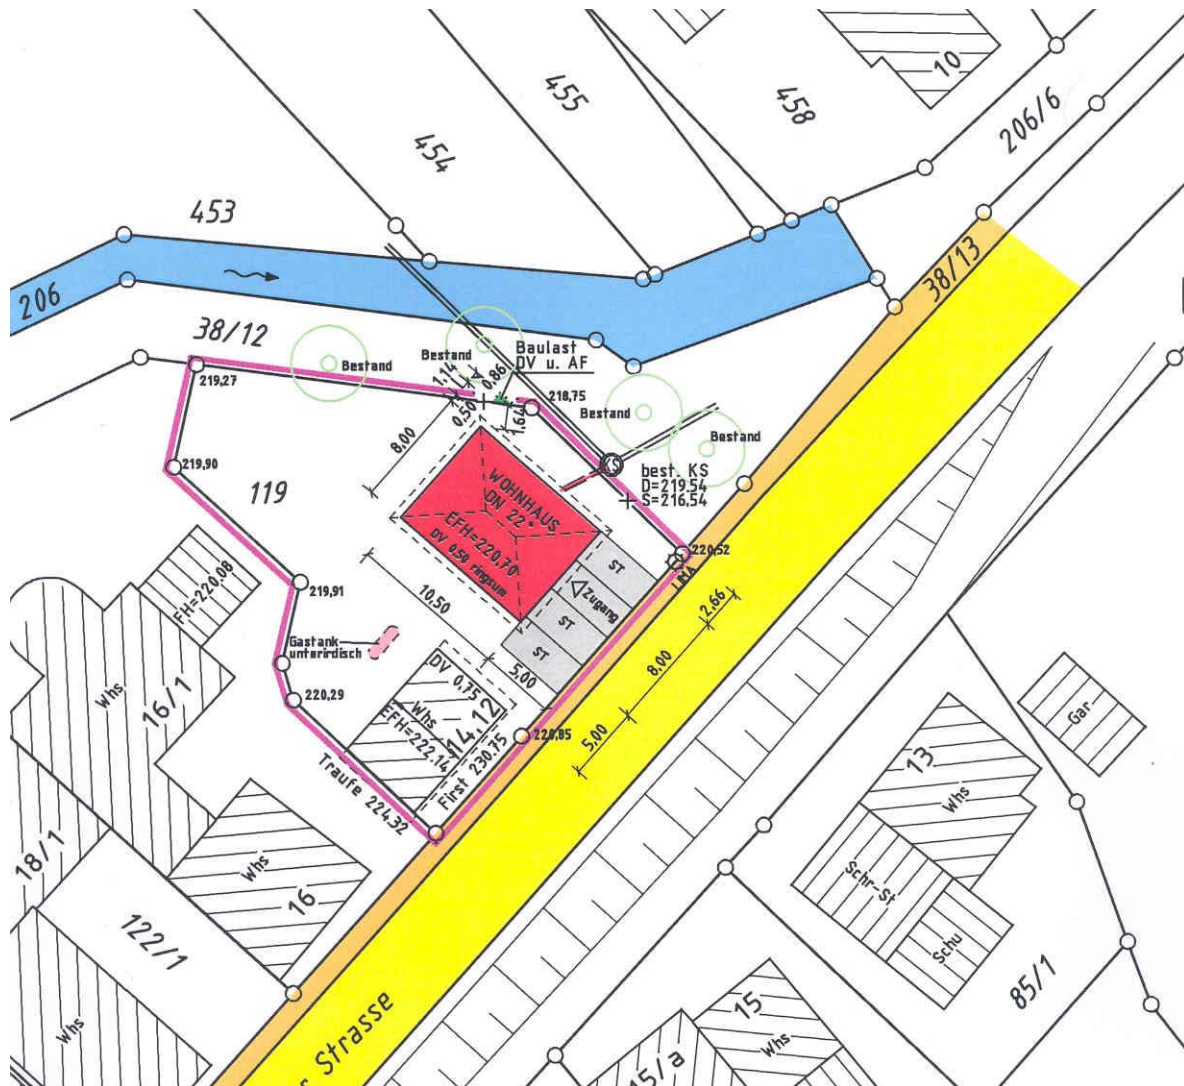 10
455
458
206/6
454
453
206
38/13
38/12
Baulast
DV u. AF
Bestand
Bestand
1.14
0.86
0.50
1.64
218,75
219,27
8,00
Bestand
Bestand
KS
best. KS
D=219.54
S=216,54
219,90
119
WOHNHAUS
DN 22°
EFH=220,70
DV 0.50 ringsum
ST
Zugang
ST
ST
220,52
LINA
FH=220,08
219,91
10,50
2,66
Gastank
unterirdisch
5,00
8,00
DV 0,75
Whs
EFH=222,14
14.12
First 230,75
220,29
220,85
5,00
Traufe 224,32
Whs
16/1
Gar
13
Whs
18/1
Whs
16
Schr-St
Schu
122/1
85/1
Whs
s Strasse
15
Whs
15/a